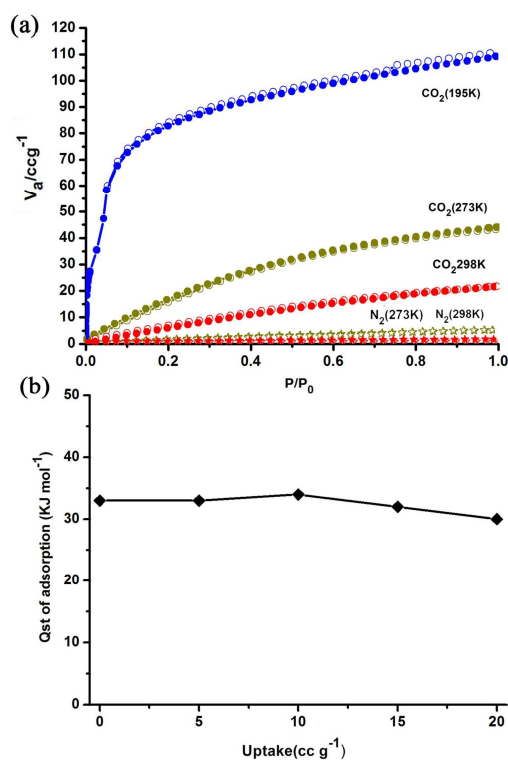 (a)
120
110
100
90
80
70
60
50
40
30
20
10
0
Va/ccg-1
CO2(195K)
CO2(273K)
CO2298K
N2(273K) N2(298K)
0.0 0.2 0.4 0.6 0.8 1.0
P/P0
(b)
50
40
30
20
10
0
Qst of adsorption (KJ mol-1)
0 5 10 15 20
Uptake(cc g-1)